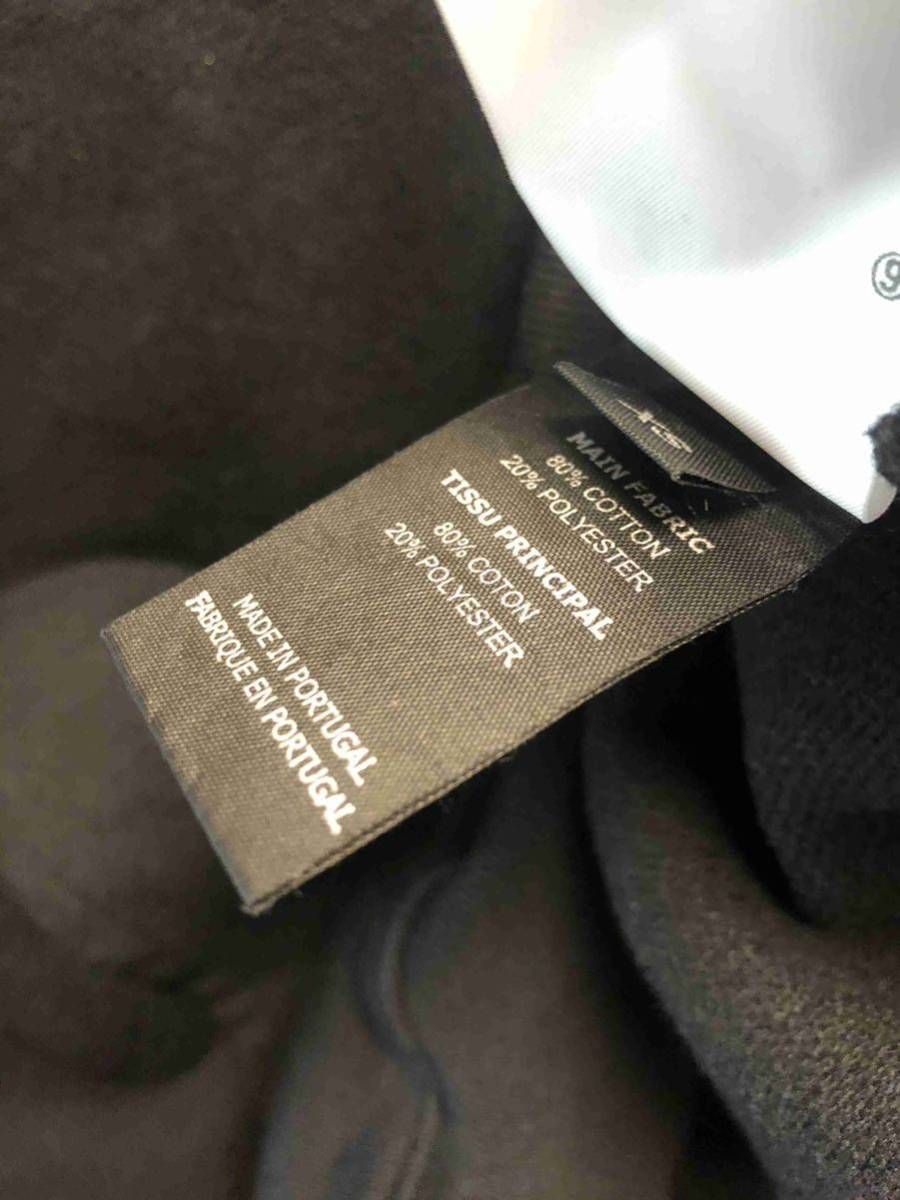 MAIN FABRIC
80% COTTON
20% POLYESTER
TISSU PRINCIPAL
80% COTON
20% POLYESTER
MADE IN PORTUGAL
FABRIQUE EN PORTUGAL